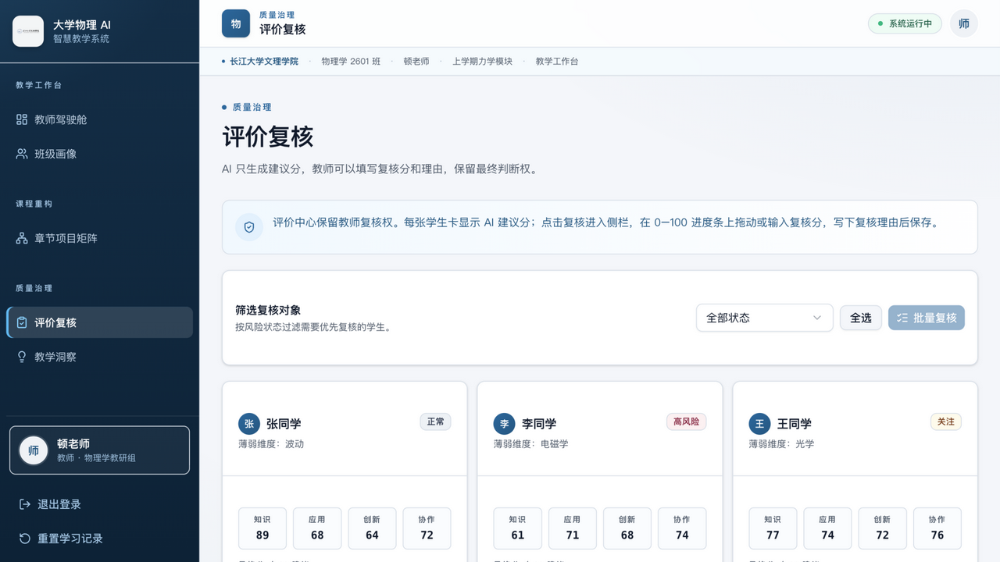 大学物理 AI
智慧教学系统
教学工作台
教师驾驶舱
班级画像
课程重构
章节项目矩阵
质量治理
评价复核
教学洞察
师
顿老师
教师 · 物理学教研组
退出登录
重置学习记录
物
质量治理
评价复核
系统运行中
师
长江大学文理学院 · 物理学 2601 班 · 顿老师 · 上学期力学模块 · 教学工作台
质量治理
评价复核
AI 只生成建议分，教师可以填写复核分和理由，保留最终判断权。
评价中心保留教师复核权。每张学生卡显示 AI 建议分；点击复核进入侧栏，在 0—100 进度条上拖动或输入复核分，写下复核理由后保存。
筛选复核对象
按风险状态过滤需要优先复核的学生。
全部状态
全选
批量复核
张
张同学
正常
薄弱维度：波动
知识 应用 创新 协作
89 68 64 72
李
李同学
高风险
薄弱维度：电磁学
知识 应用 创新 协作
61 71 68 74
王
王同学
关注
薄弱维度：光学
知识 应用 创新 协作
77 74 72 76